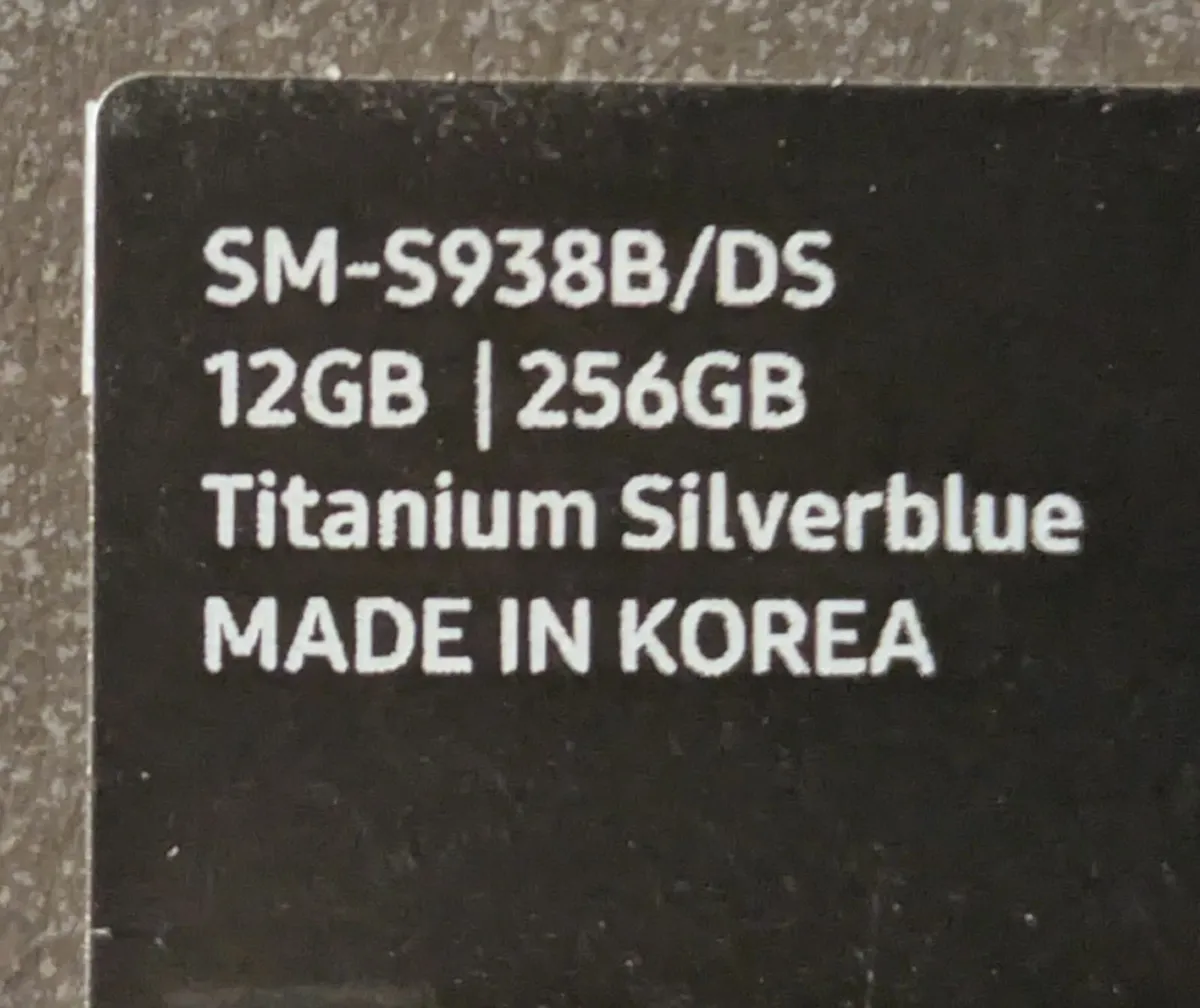 SM-S938B/DS
12GB | 256GB
Titanium Silverblue
MADE IN KOREA